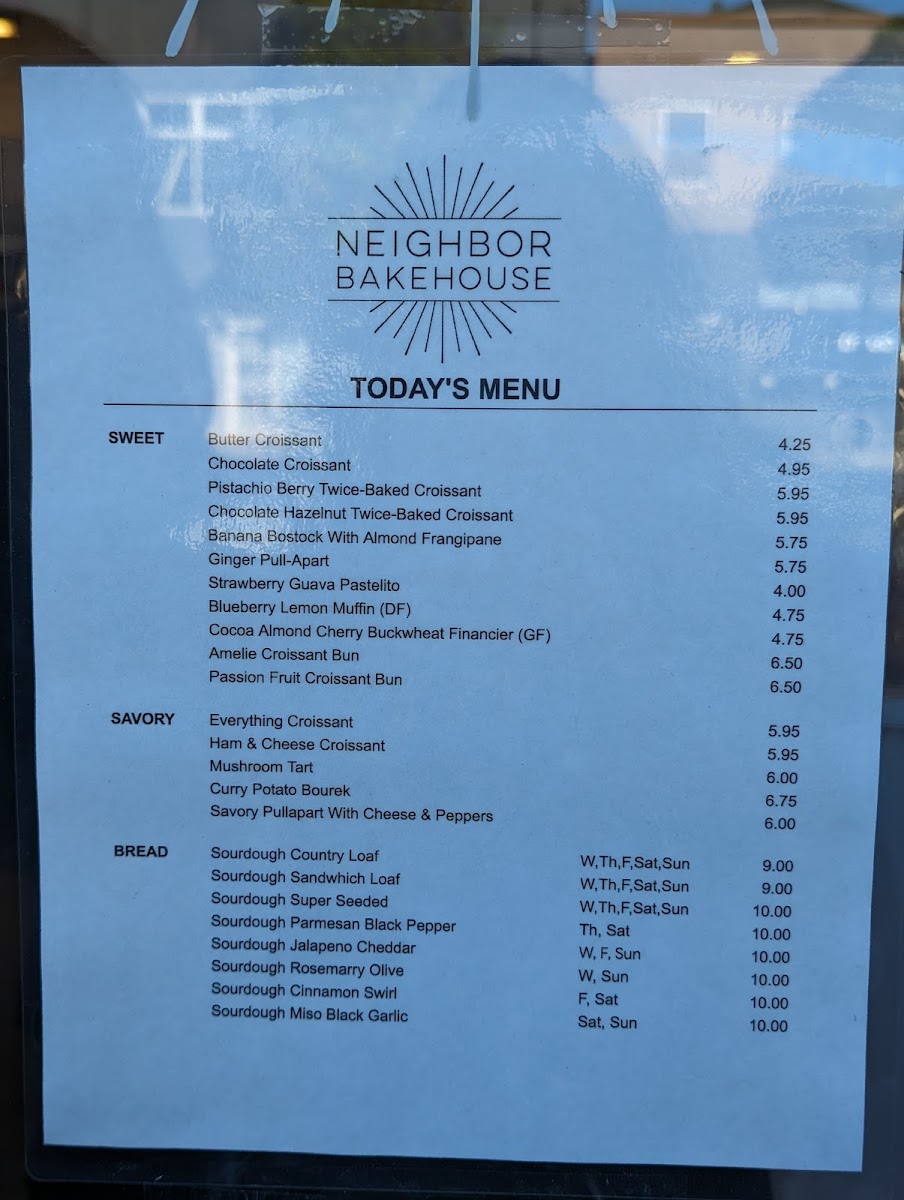 NEIGHBOR
BAKEHOUSE
TODAY'S MENU
SWEET Butter Croissant 4.25
Chocolate Croissant 4.95
Pistachio Berry Twice-Baked Croissant 5.95
Chocolate Hazelnut Twice-Baked Croissant 5.95
Banana Bostock With Almond Frangipane 5.75
Ginger Pull-Apart 5.75
Strawberry Guava Pastelito 4.00
Blueberry Lemon Muffin (DF) 4.75
Cocoa Almond Cherry Buckwheat Financier (GF) 4.75
Amelie Croissant Bun 6.50
Passion Fruit Croissant Bun 6.50
SAVORY Everything Croissant 5.95
Ham & Cheese Croissant 5.95
Mushroom Tart 6.00
Curry Potato Bourek 6.75
Savory Pullapart With Cheese & Peppers 6.00
BREAD Sourdough Country Loaf W,Th,F,Sat,Sun 9.00
Sourdough Sandwhich Loaf W,Th,F,Sat,Sun 9.00
Sourdough Super Seeded W,Th,F,Sat,Sun 10.00
Sourdough Parmesan Black Pepper Th, Sat 10.00
Sourdough Jalapeno Cheddar W, F, Sun 10.00
Sourdough Rosemarry Olive W, Sun 10.00
Sourdough Cinnamon Swirl F, Sat 10.00
Sourdough Miso Black Garlic Sat, Sun 10.00